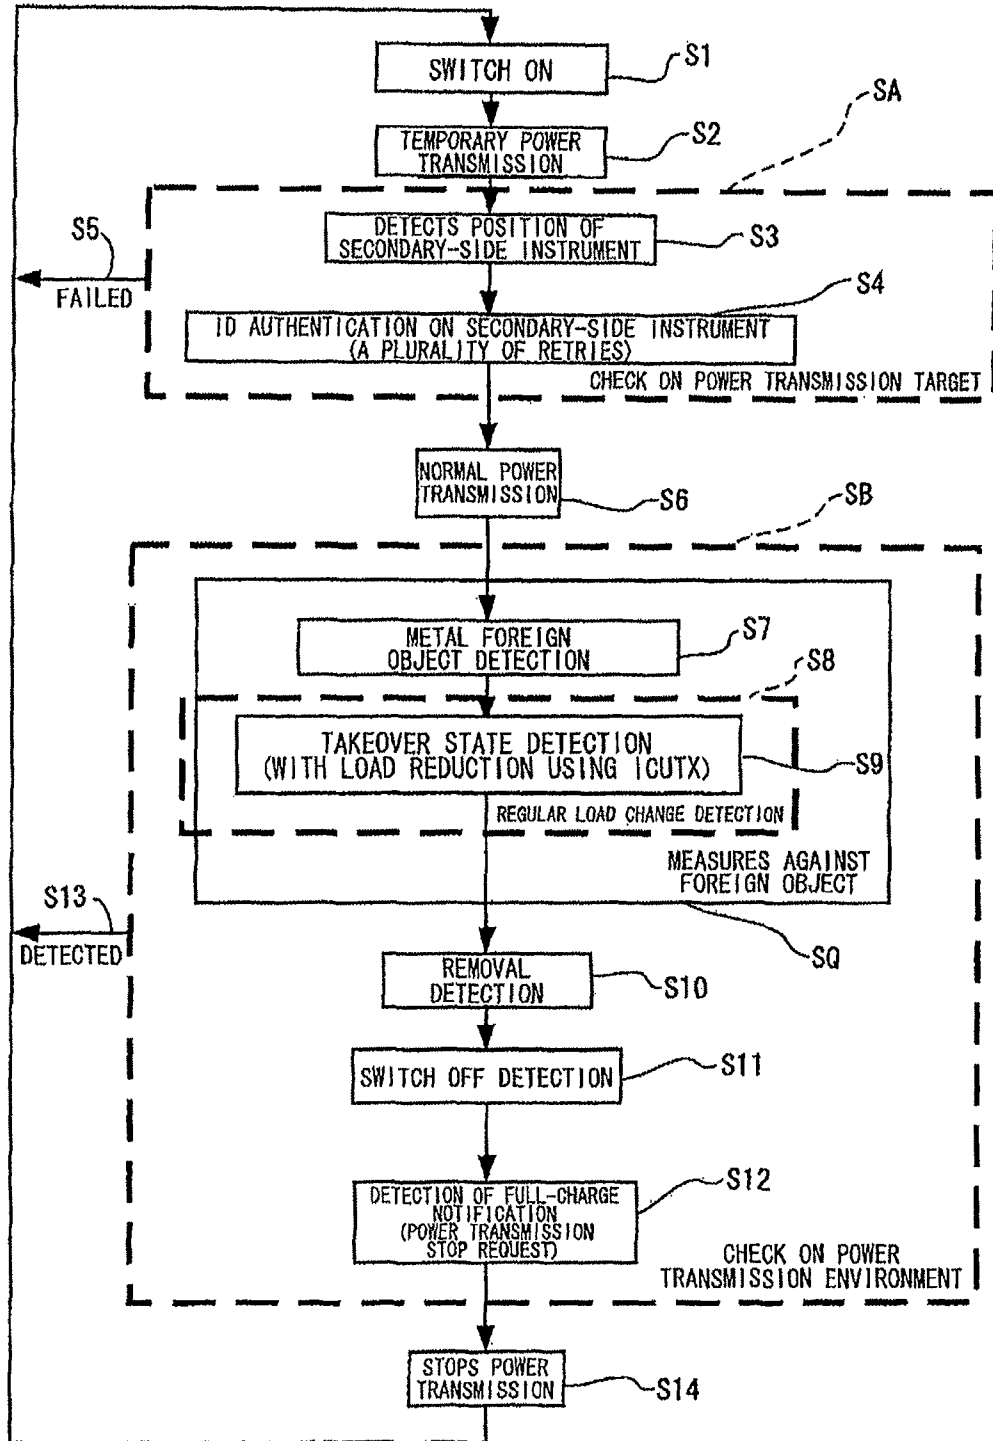 SWITCH ON
S1
TEMPORARY POWER
TRANSMISSION
S2
SA
DETECTS POSITION OF
SECONDARY-SIDE INSTRUMENT
S3
S5
FAILED
S4
ID AUTHENTICATION ON SECONDARY-SIDE INSTRUMENT
(A PLURALITY OF RETRIES)
CHECK ON POWER TRANSMISSION TARGET
NORMAL POWER
TRANSMISSION
S6
SB
METAL FOREIGN
OBJECT DETECTION
S7
S8
TAKEOVER STATE DETECTION
(WITH LOAD REDUCTION USING ICUTX)
S9
REGULAR LOAD CHANGE DETECTION
MEASURES AGAINST
FOREIGN OBJECT
SQ
S13
DETECTED
REMOVAL
DETECTION
S10
SWITCH OFF DETECTION
S11
DETECTION OF FULL-CHARGE
NOTIFICATION
(POWER TRANSMISSION
STOP REQUEST)
S12
CHECK ON POWER
TRANSMISSION ENVIRONMENT
STOPS POWER
TRANSMISSION
S14